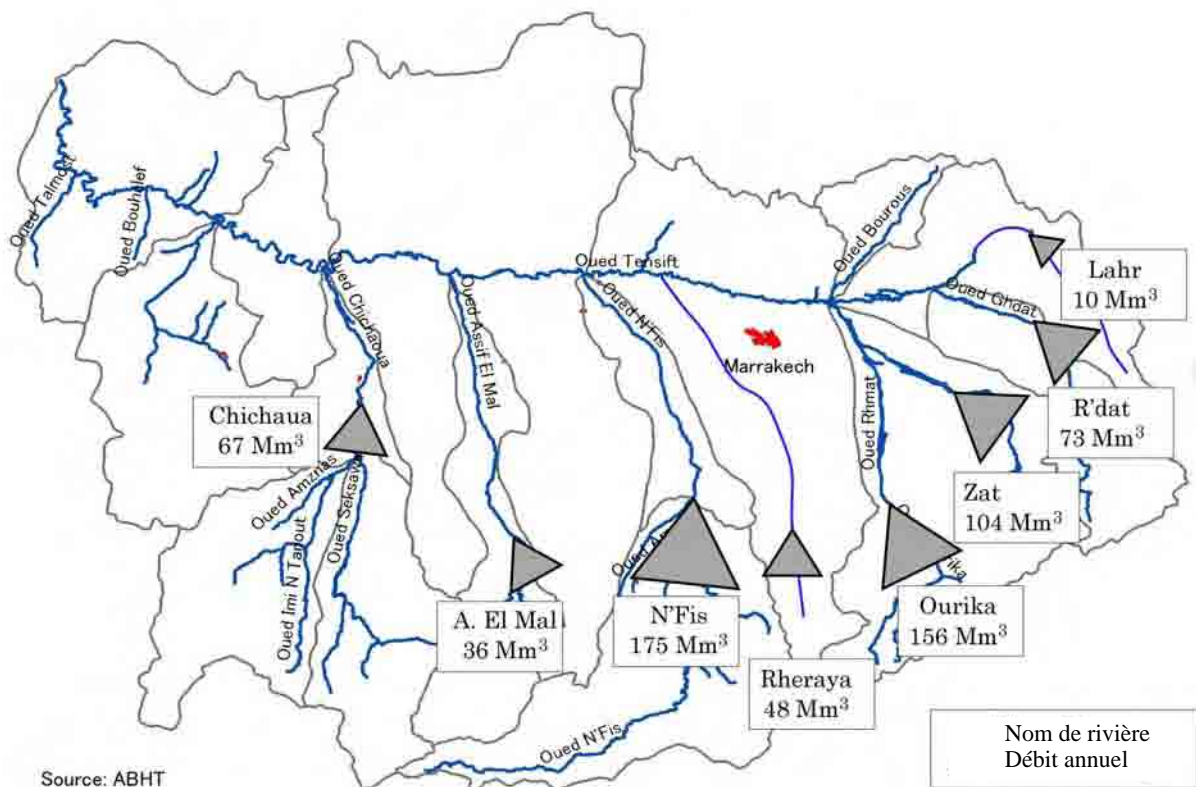 Oued Talmost
Oued Bouhelef
Oued Chichaoua
Oued Assif El Mal
Oued Tensift
Oued N'Fis
Marrakech
Oued Bourous
Oued Ghdat
Oued Rhmat
Lahr
10 Mm³
R'dat
73 Mm³
Zat
104 Mm³
Chichaua
67 Mm³
Oued Amznas
Oued Imi N Tanout
Oued
A. El Mal
36 Mm³
Oued
N'Fis
175 Mm³
Rheraya
48 Mm³
Ourika
156 Mm³
Oued N'Fis
Nom de rivière
Débit annuel
Source: ABHT